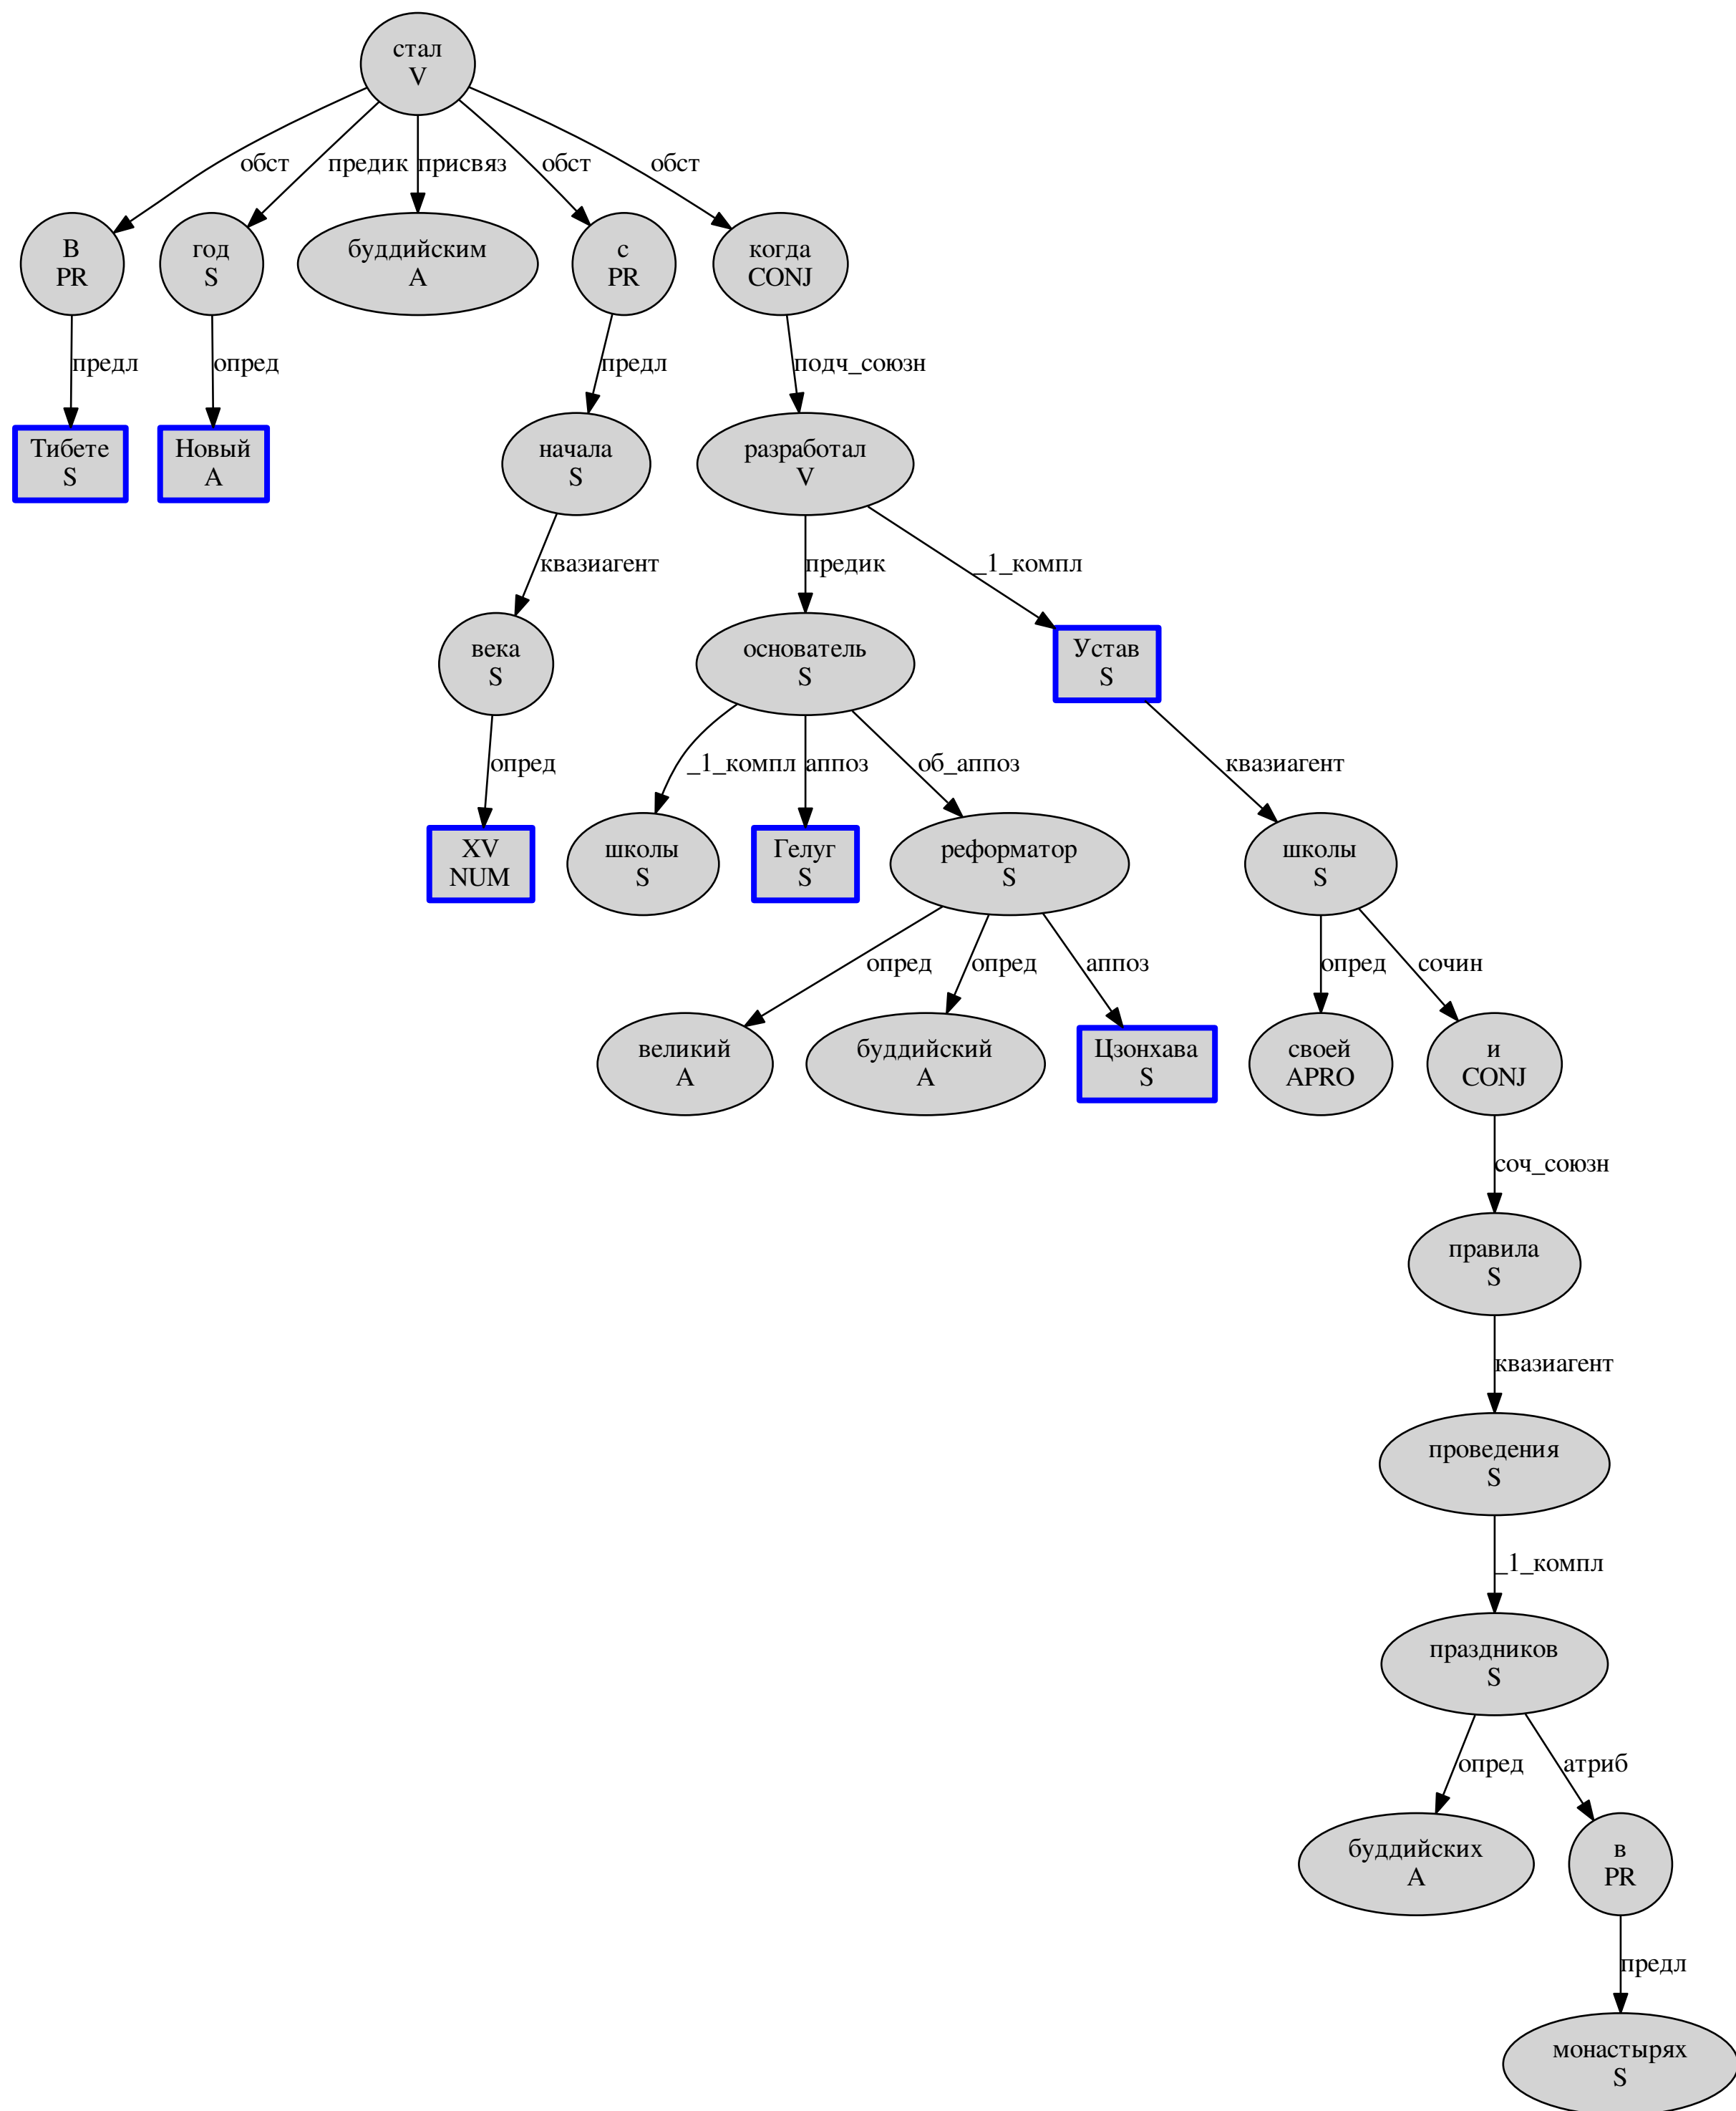 стал
V
обст
предик
присвяз
обст
обст
В
PR
год
S
буддийским
A
с
PR
когда
CONJ
предл
опред
предл
подч_союзн
Тибете
S
Новый
A
начала
S
разработал
V
квазиагент
предик
_1_компл
века
S
основатель
S
Устав
S
опред
_1_компл
аппоз
об_аппоз
квазиагент
XV
NUM
школы
S
Гелуг
S
реформатор
S
школы
S
опред
опред
аппоз
опред
сочин
великий
A
буддийский
A
Цзонхава
S
своей
APRO
и
CONJ
соч_союзн
правила
S
квазиагент
проведения
S
_1_компл
праздников
S
опред
атриб
буддийских
A
в
PR
предл
монастырях
S